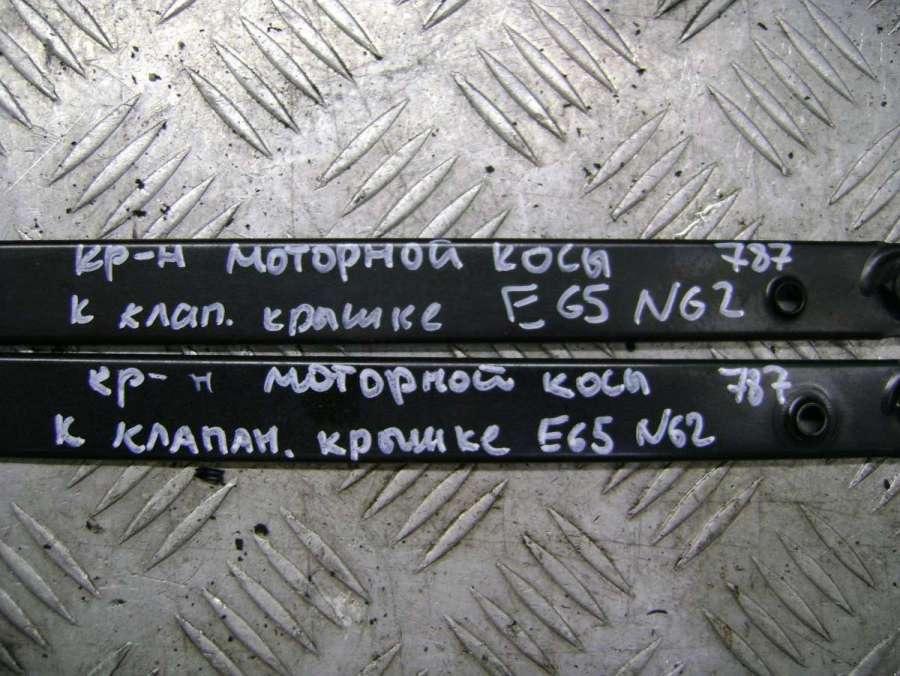 кр-н моторной косы 787
к клап. крышке E65 N62
кр-н моторной косы 787
к клапан. крышке E65 N62